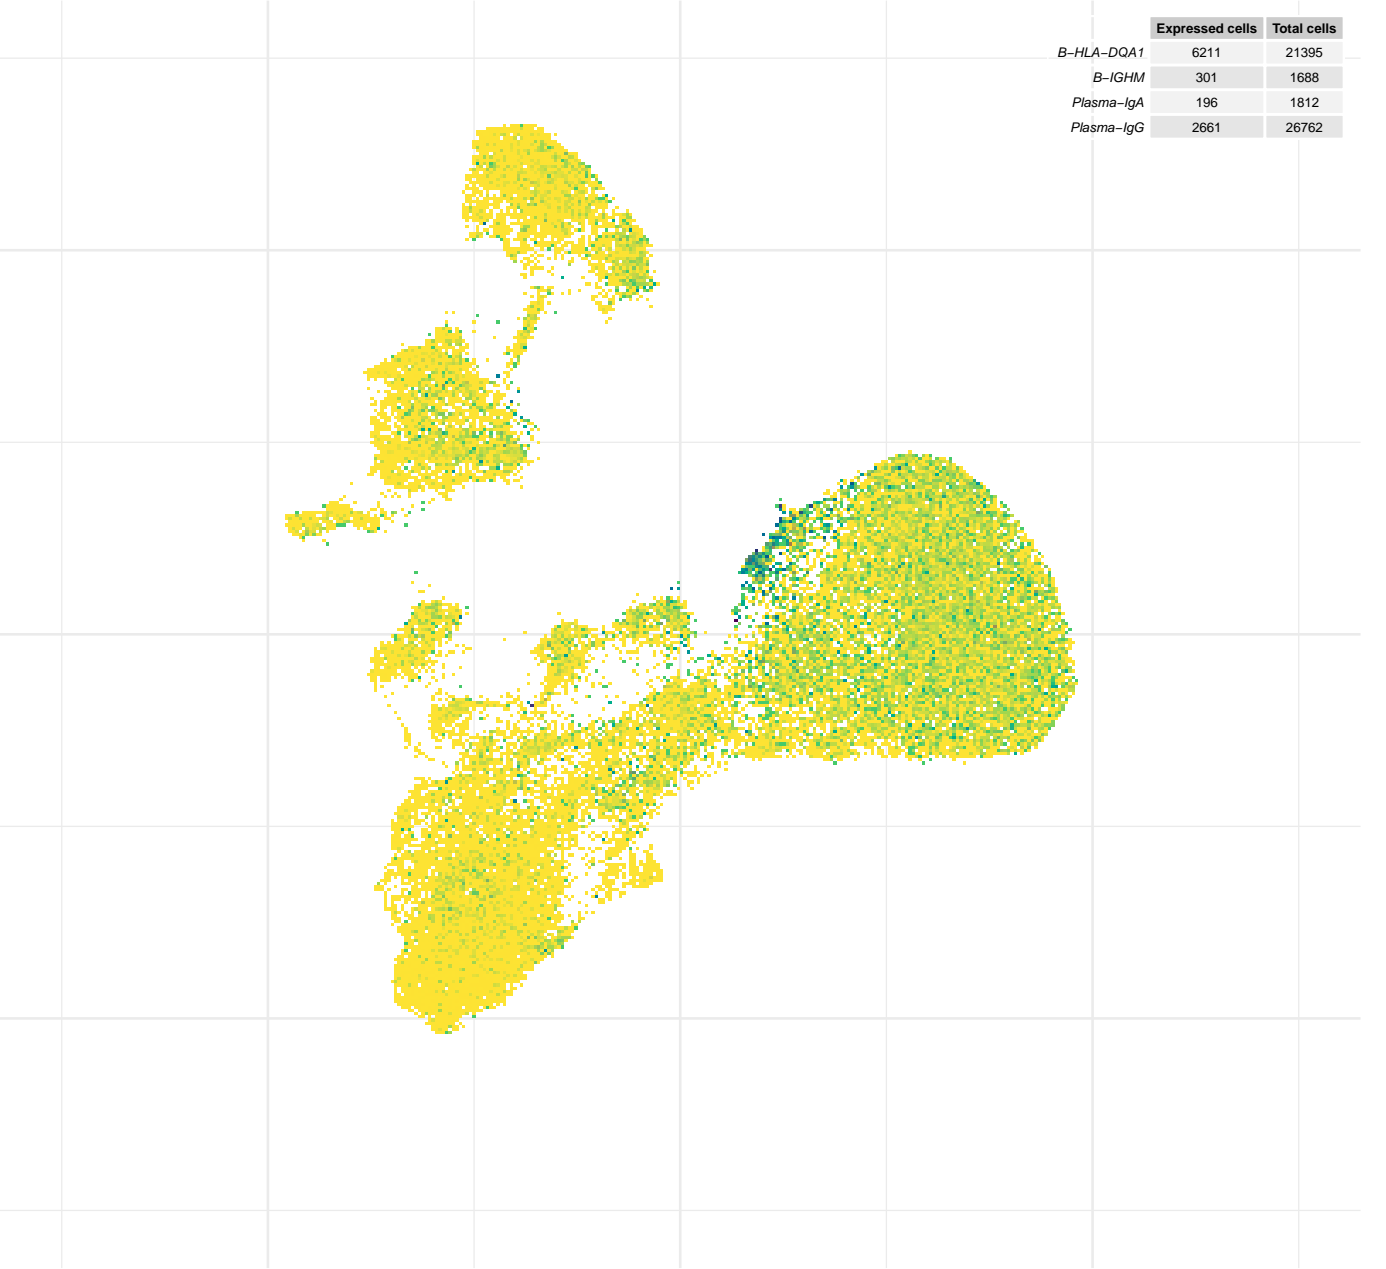 Expressed cells Total cells
B−HLA−DQA1 6211 21395
B−IGHM 301 1688
Plasma−IgA 196 1812
Plasma−IgG 2661 26762